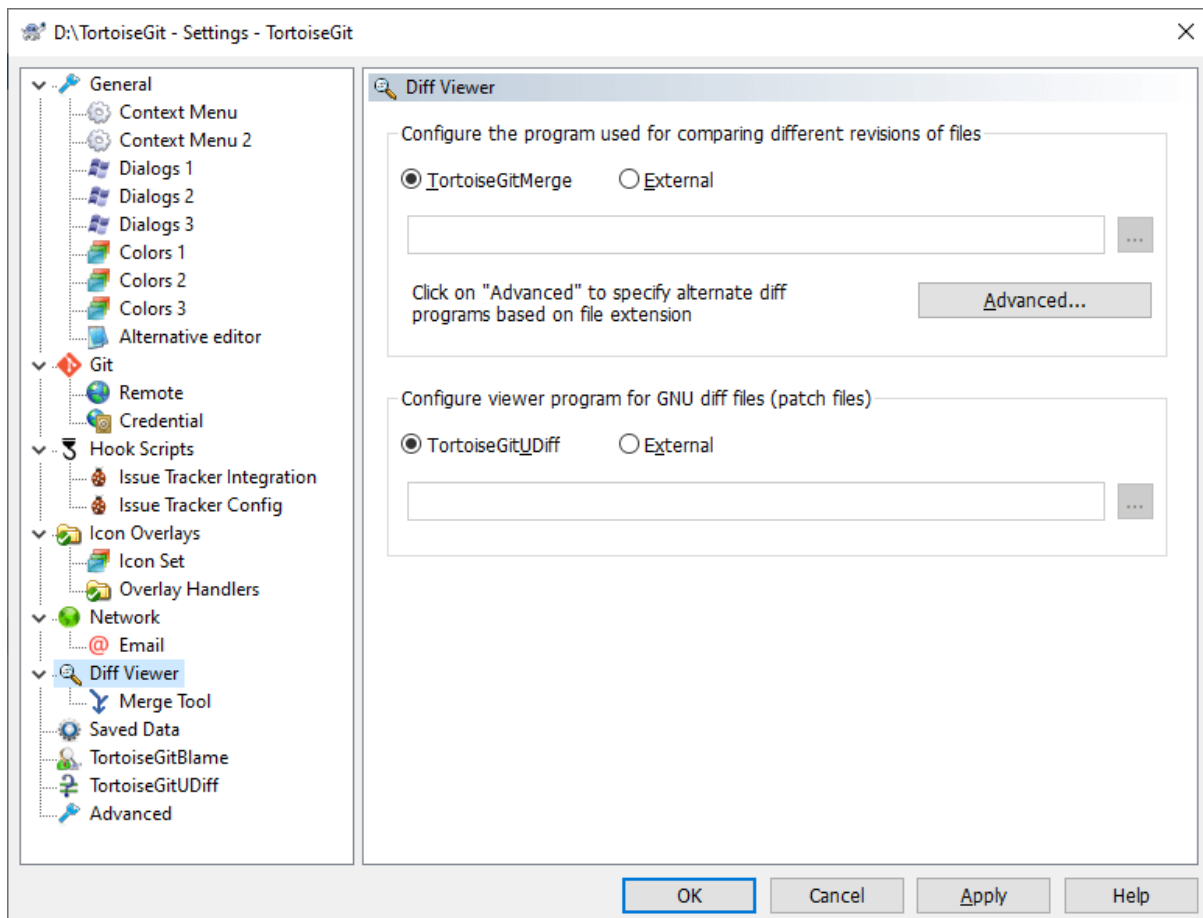 D:\TortoiseGit - Settings - TortoiseGit
General
Context Menu
Context Menu 2
Dialogs 1
Dialogs 2
Dialogs 3
Colors 1
Colors 2
Colors 3
Alternative editor
Git
Remote
Credential
Hook Scripts
Issue Tracker Integration
Issue Tracker Config
Icon Overlays
Icon Set
Overlay Handlers
Network
@ Email
Diff Viewer
Merge Tool
Saved Data
TortoiseGitBlame
TortoiseGitUDiff
Advanced
Diff Viewer
Configure the program used for comparing different revisions of files
TortoiseGitMerge External
...
Click on "Advanced" to specify alternate diff
programs based on file extension
Advanced...
Configure viewer program for GNU diff files (patch files)
TortoiseGitUDiff External
...
OK Cancel Apply Help